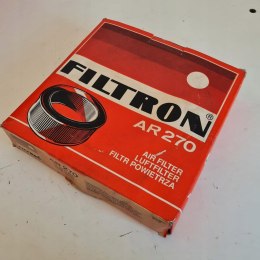 FILTRON®
AR 270
AIR FILTER
LUFTFILTER
FILTR POWIETRZA